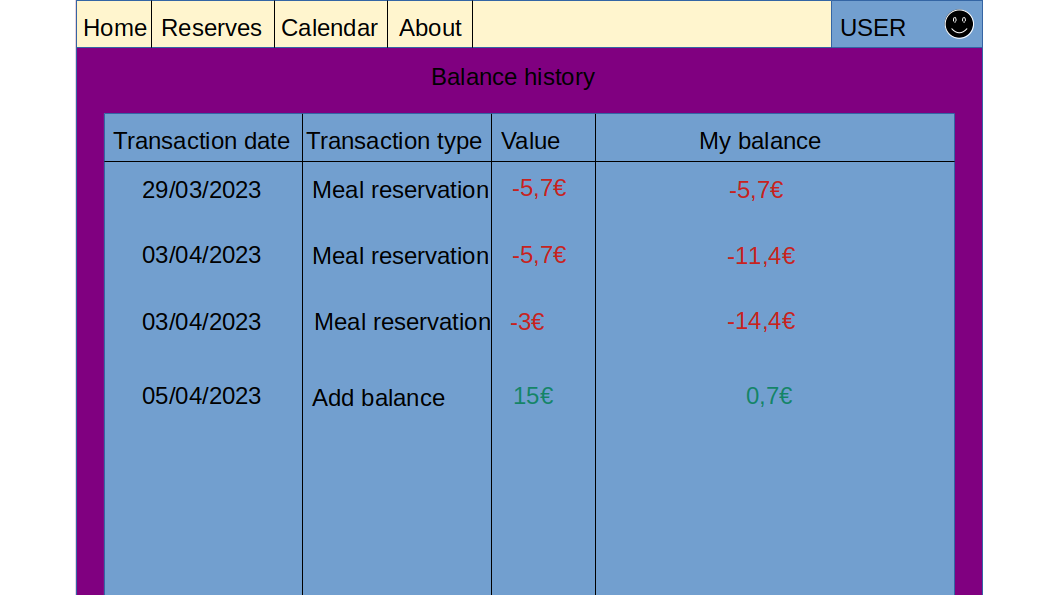 Home Reserves Calendar About USER
Balance history
Transaction date Transaction type Value My balance
29/03/2023 Meal reservation -5,7€ -5,7€
03/04/2023 Meal reservation -5,7€ -11,4€
03/04/2023 Meal reservation -3€ -14,4€
05/04/2023 Add balance 15€ 0,7€